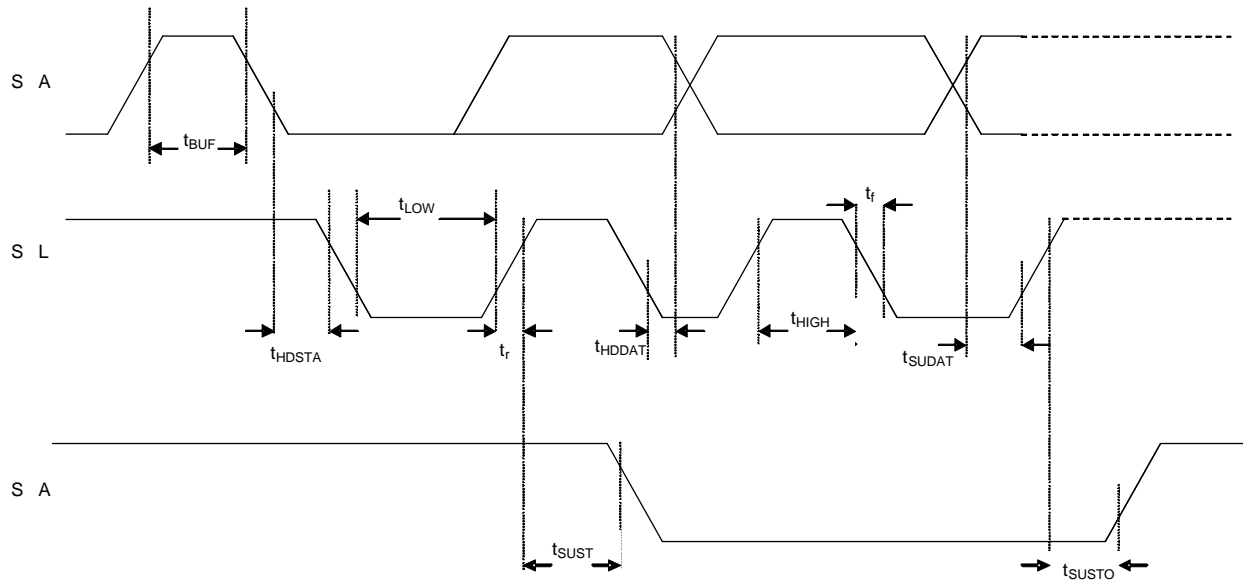 S A
tBUF
tLOW
tf
S L
tHDSTA
tr
tHDDAT
tHIGH
tSUDAT
S A
tSUST
tSUSTO